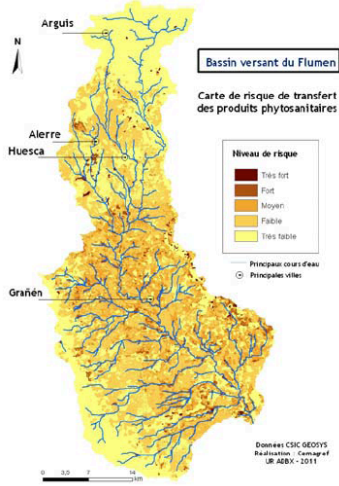 Arguis
N
Bassin versant du Flumen
Carte de risque de transfert
des produits phytosanitaires
Alerre
Huesca
Niveau de risque
Très fort
Fort
Moyen
Faible
Très faible
Principaux cours d'eau
Principales villes
Grañén
Données CSIC GEOSYS
Réalisation : Cemagref
UR ADBX - 2011
0 3,5 7 14
km